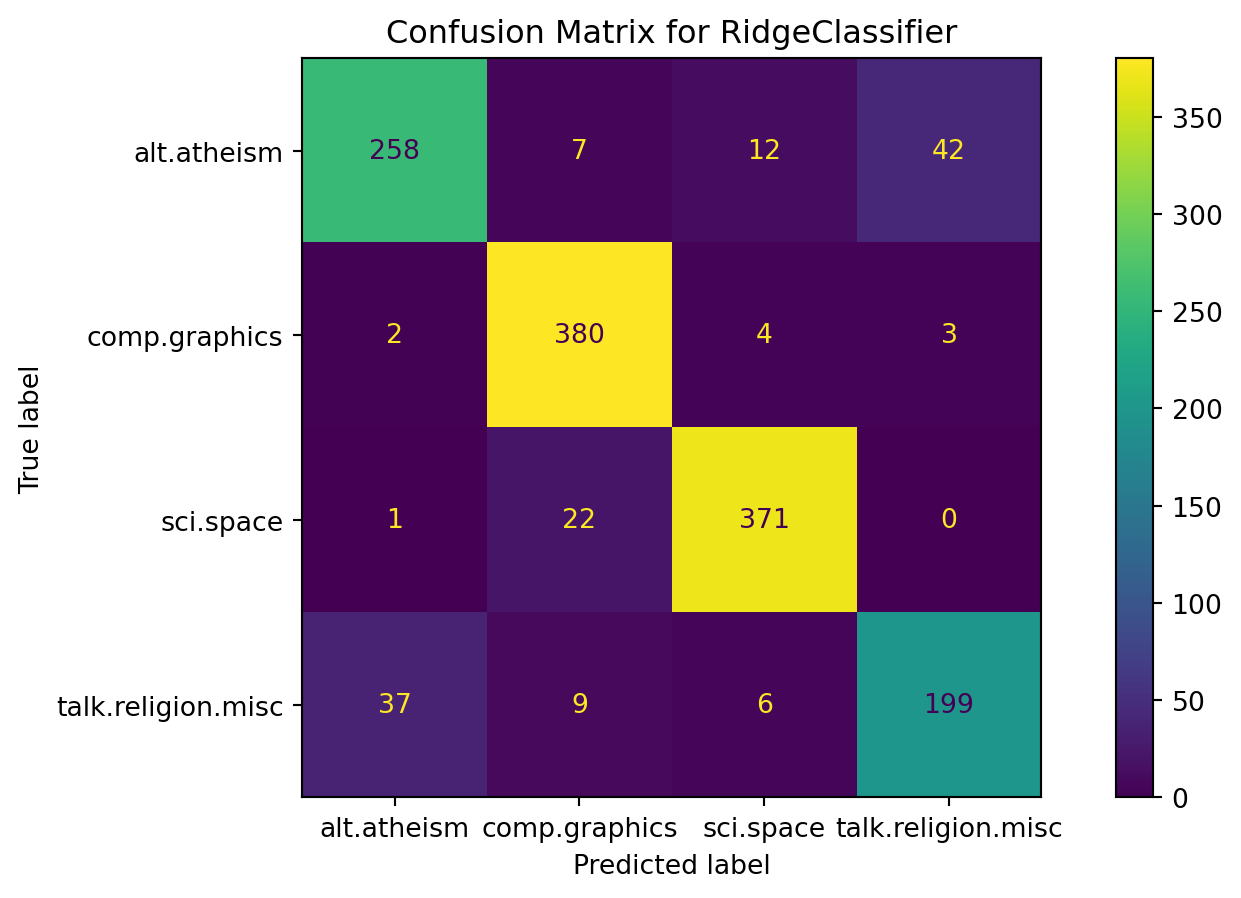 Confusion Matrix for RidgeClassifier
True label
alt.atheism 258 7 12 42
comp.graphics 2 380 4 3
sci.space 1 22 371 0
talk.religion.misc 37 9 6 199
alt.atheism comp.graphics sci.space talk.religion.misc
Predicted label
350
300
250
200
150
100
50
0